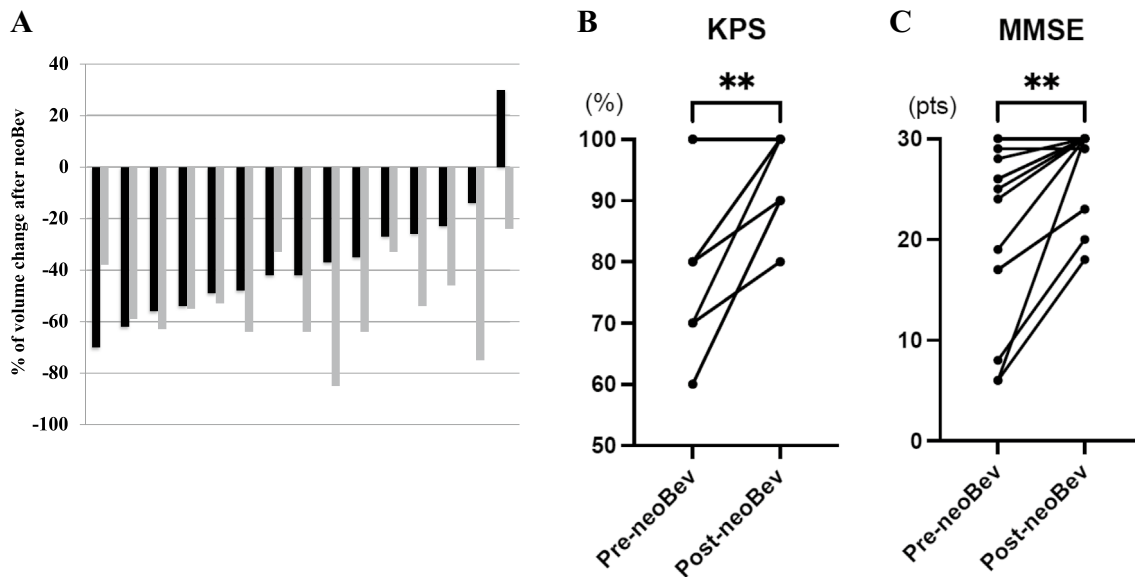 A
% of volume change after neoBev
40
20
0
-20
-40
-60
-80
-100
B
KPS
**
(%)
100
90
80
70
60
50
Pre-neoBev
Post-neoBev
C
MMSE
**
(pts)
30
20
10
0
Pre-neoBev
Post-neoBev